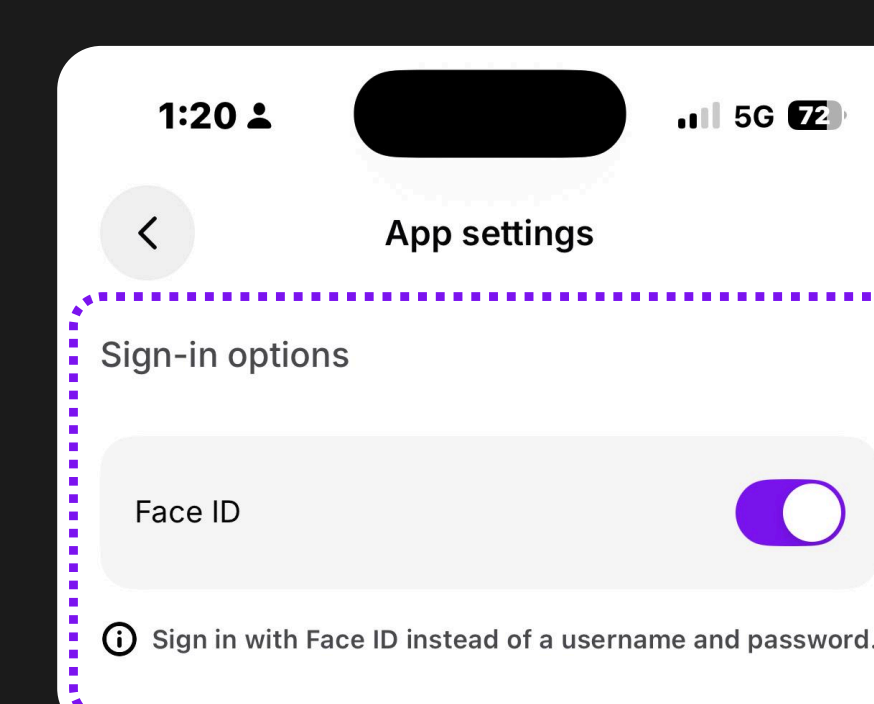 1:20
5G 72
App settings
Sign-in options
Face ID
Sign in with Face ID instead of a username and password.